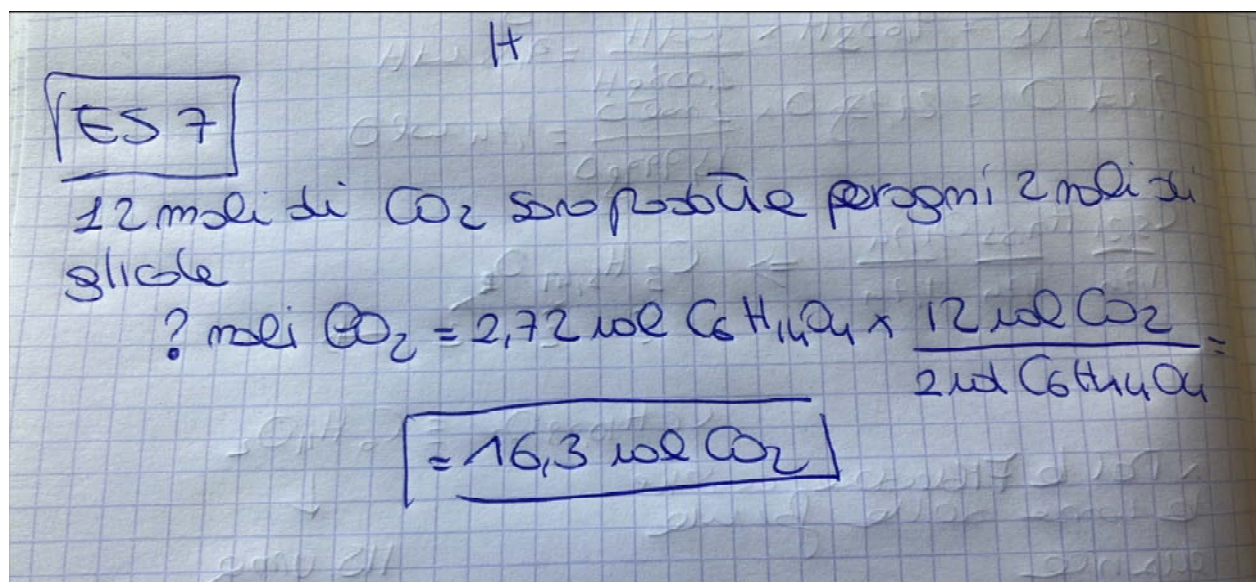 H
ES 7
12 moli di CO2 sono prodotte per ogni 2 moli di
glicole
? moli CO2 = 2,72 mol C6H14O4 × 12 mol CO2 / 2 mol C6H14O4 =
= 16,3 mol CO2